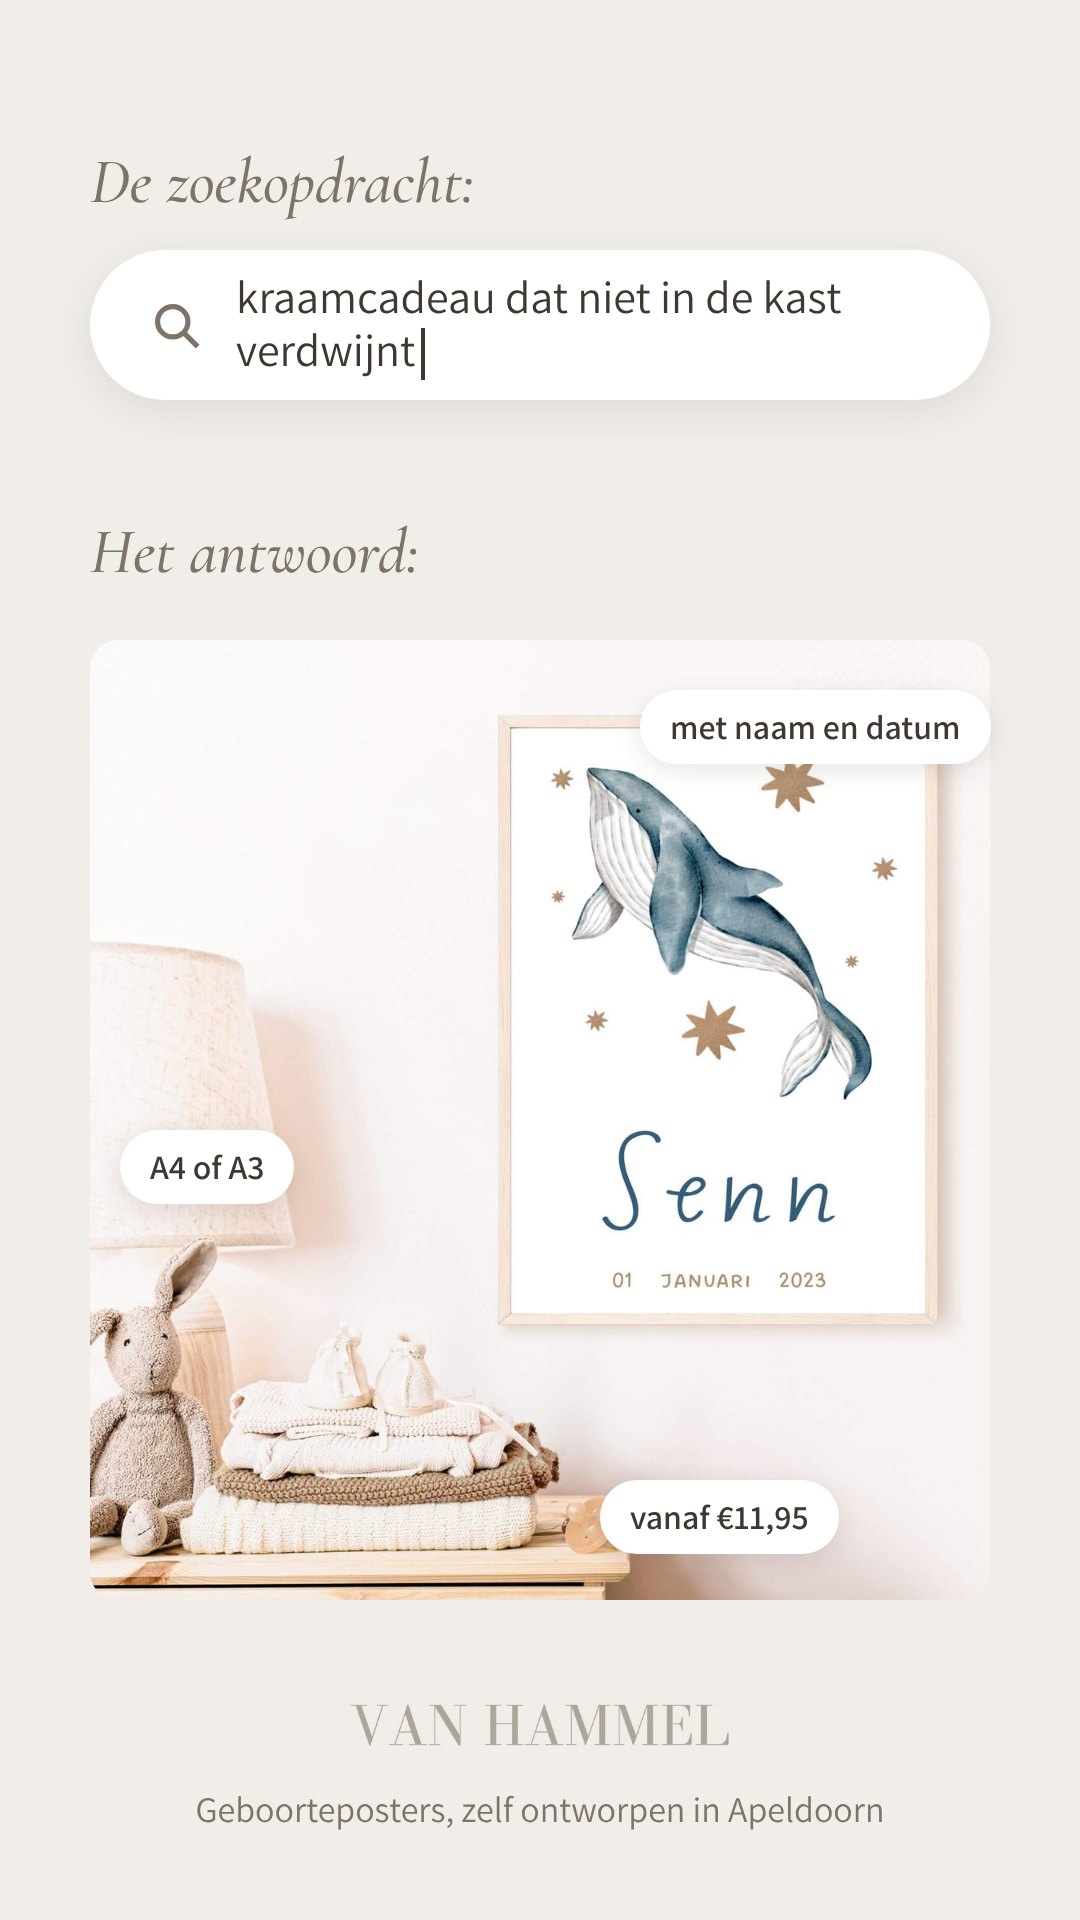 De zoekopdracht:
kraamcadeau dat niet in de kast
verdwijnt
Het antwoord:
met naam en datum
A4 of A3
Senn
01 JANUARI 2023
vanaf €11,95
VAN HAMMEL
Geboorteposters, zelf ontworpen in Apeldoorn